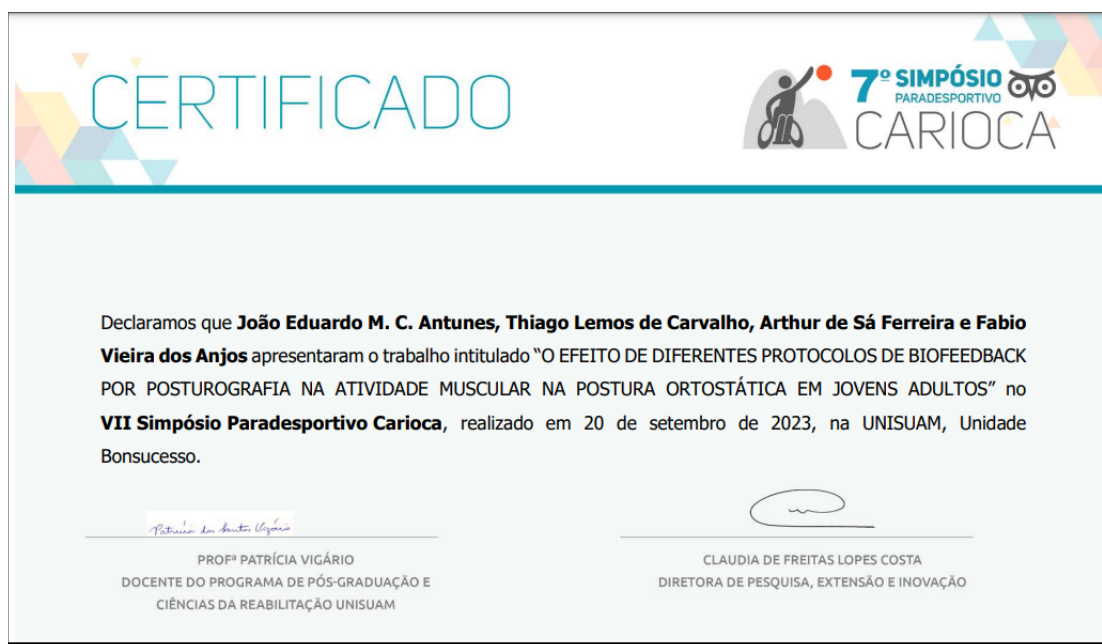 CERTIFICADO
7º SIMPÓSIO
PARADESPORTIVO
CARIOCA
Declaramos que João Eduardo M. C. Antunes, Thiago Lemos de Carvalho, Arthur de Sá Ferreira e Fabio
Vieira dos Anjos apresentaram o trabalho intitulado “O EFEITO DE DIFERENTES PROTOCOLOS DE BIOFEEDBACK
POR POSTUROGRAFIA NA ATIVIDADE MUSCULAR NA POSTURA ORTOSTÁTICA EM JOVENS ADULTOS” no
VII Simpósio Paradesportivo Carioca, realizado em 20 de setembro de 2023, na UNISUAM, Unidade
Bonsucesso.
Patrícia dos Santos Vigário
PROFª PATRÍCIA VIGÁRIO
DOCENTE DO PROGRAMA DE PÓS-GRADUAÇÃO E
CIÊNCIAS DA REABILITAÇÃO UNISUAM
CLAUDIA DE FREITAS LOPES COSTA
DIRETORA DE PESQUISA, EXTENSÃO E INOVAÇÃO